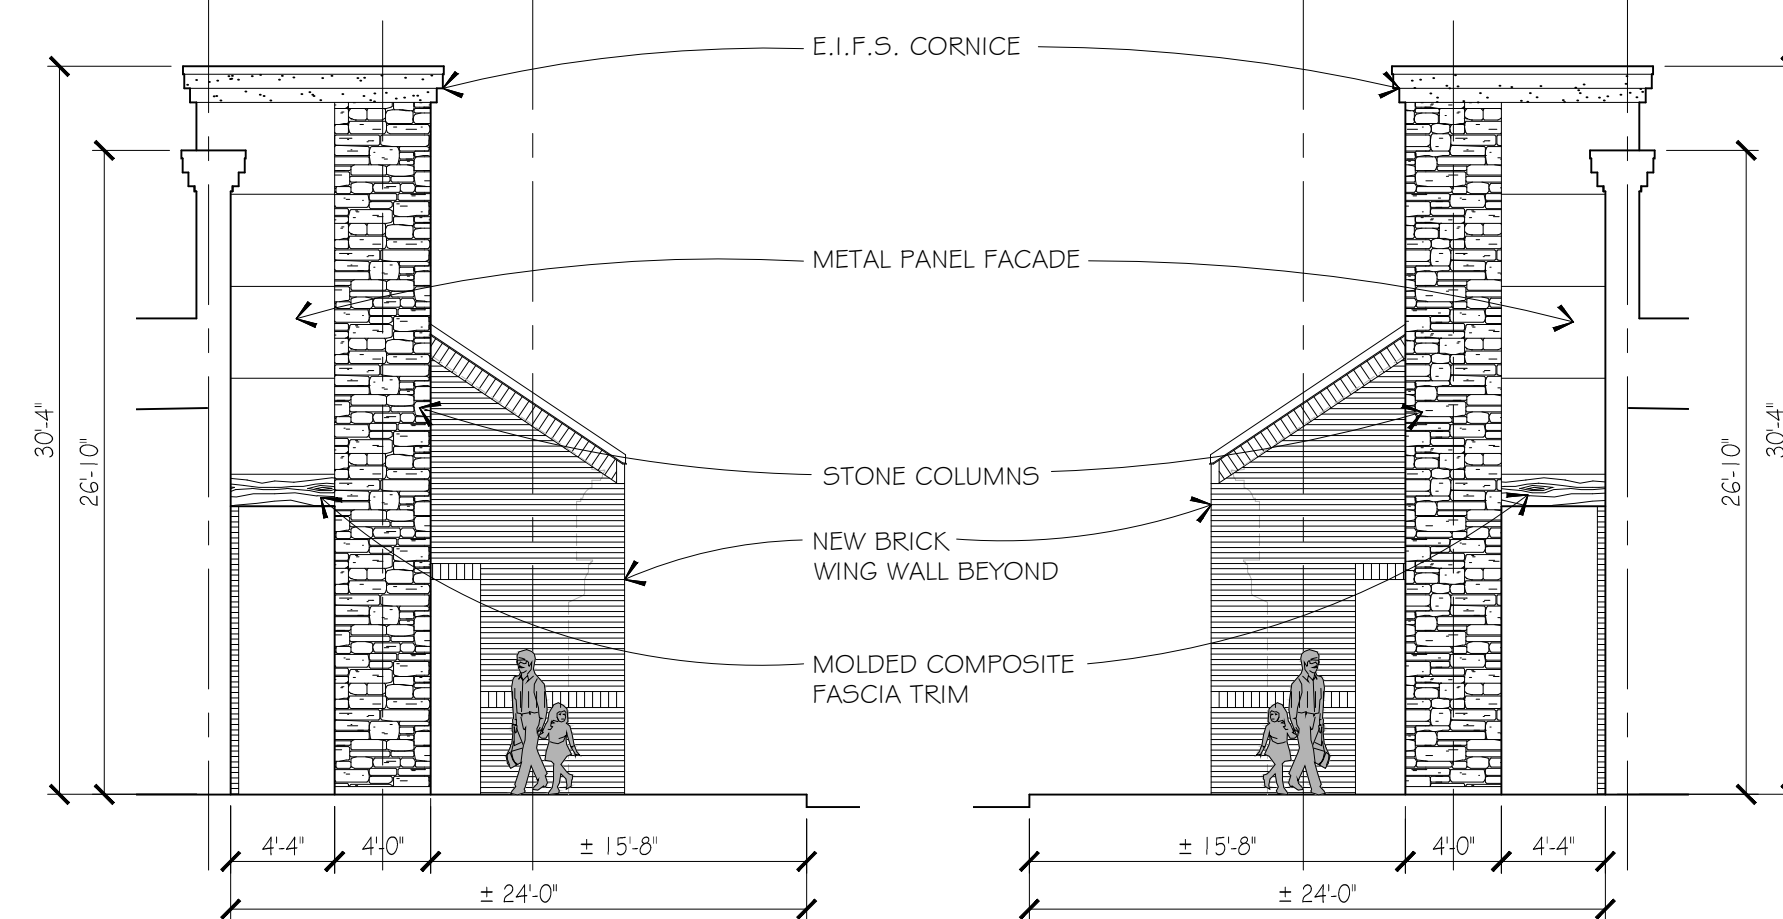 E.I.F.S. CORNICE
METAL PANEL FACADE
STONE COLUMNS
NEW BRICK
WING WALL BEYOND
MOLDED COMPOSITE
FASCIA TRIM
30'-4"
26'-10"
26'-10"
30'-4"
4'-4" 4'-0" ± 15'-8" ± 15'-8" 4'-0" 4'-4"
± 24'-0" ± 24'-0"